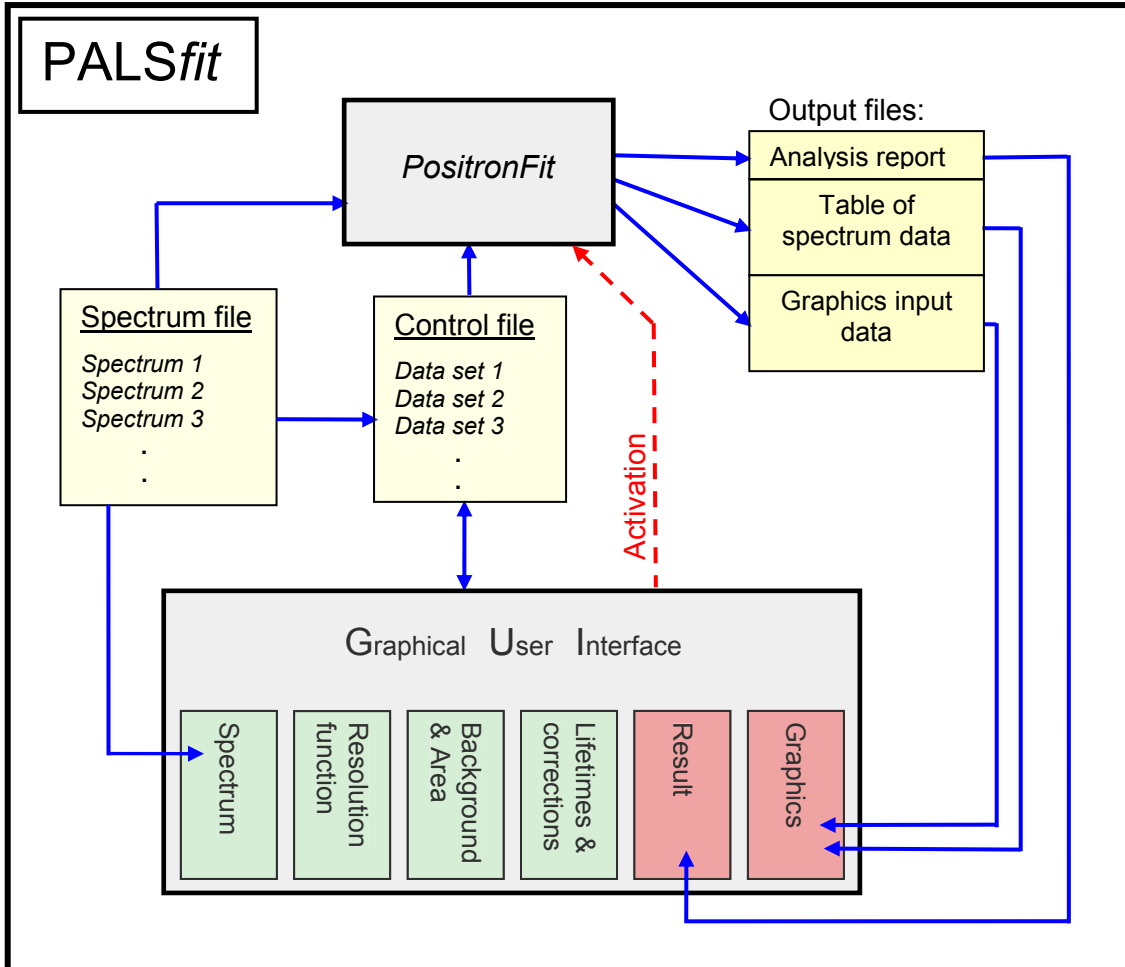 PALSfit
PositronFit
Output files:
Analysis report
Table of
spectrum data
Graphics input
data
Spectrum file
Spectrum 1
Spectrum 2
Spectrum 3
.
.
Control file
Data set 1
Data set 2
Data set 3
.
.
Activation
Graphical User Interface
Spectrum
Resolution
function
Background
& Area
Lifetimes &
corrections
Result
Graphics